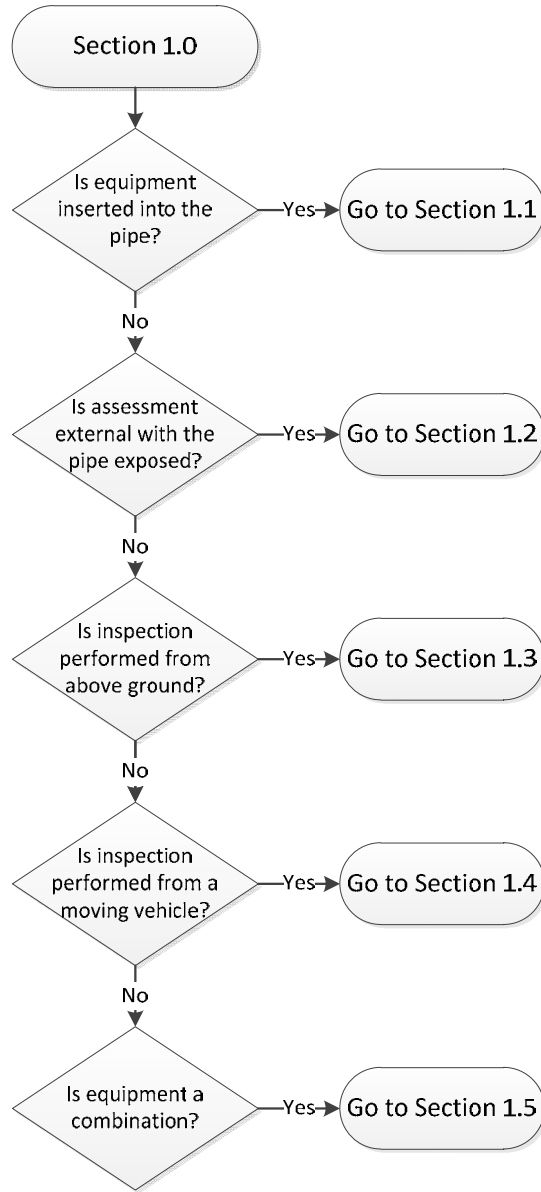 Section 1.0
Is equipment
inserted into the
pipe?
Yes
Go to Section 1.1
No
Is assessment
external with the
pipe exposed?
Yes
Go to Section 1.2
No
Is inspection
performed from
above ground?
Yes
Go to Section 1.3
No
Is inspection
performed from a
moving vehicle?
Yes
Go to Section 1.4
No
Is equipment a
combination?
Yes
Go to Section 1.5